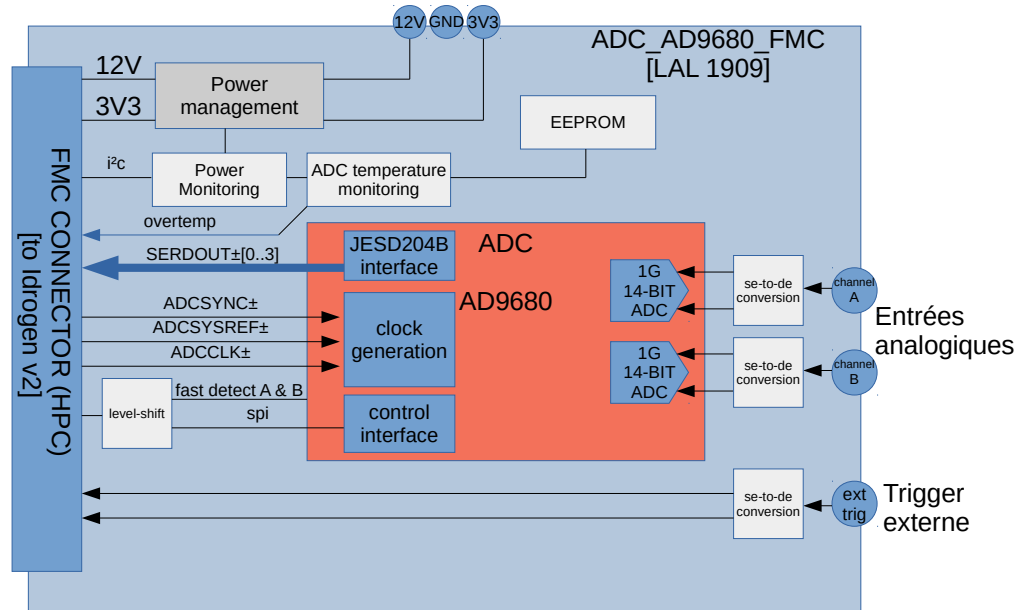 12V GND 3V3
ADC_AD9680_FMC
[LAL 1909]
12V
Power
management
3V3
EEPROM
i²c
Power
Monitoring
ADC temperature
monitoring
FMC CONNECTOR (HPC)
[to Idrogen v2]
overtemp
SERDOUT±[0..3]
JESD204B
interface
ADC
AD9680
ADCSYNC±
ADCSYSREF±
ADCCLK±
clock
generation
1G
14-BIT
ADC
se-to-de
conversion
channel
A
1G
14-BIT
ADC
se-to-de
conversion
channel
B
Entrées
analogiques
level-shift
fast detect A & B
spi
control
interface
se-to-de
conversion
ext
trig
Trigger
externe